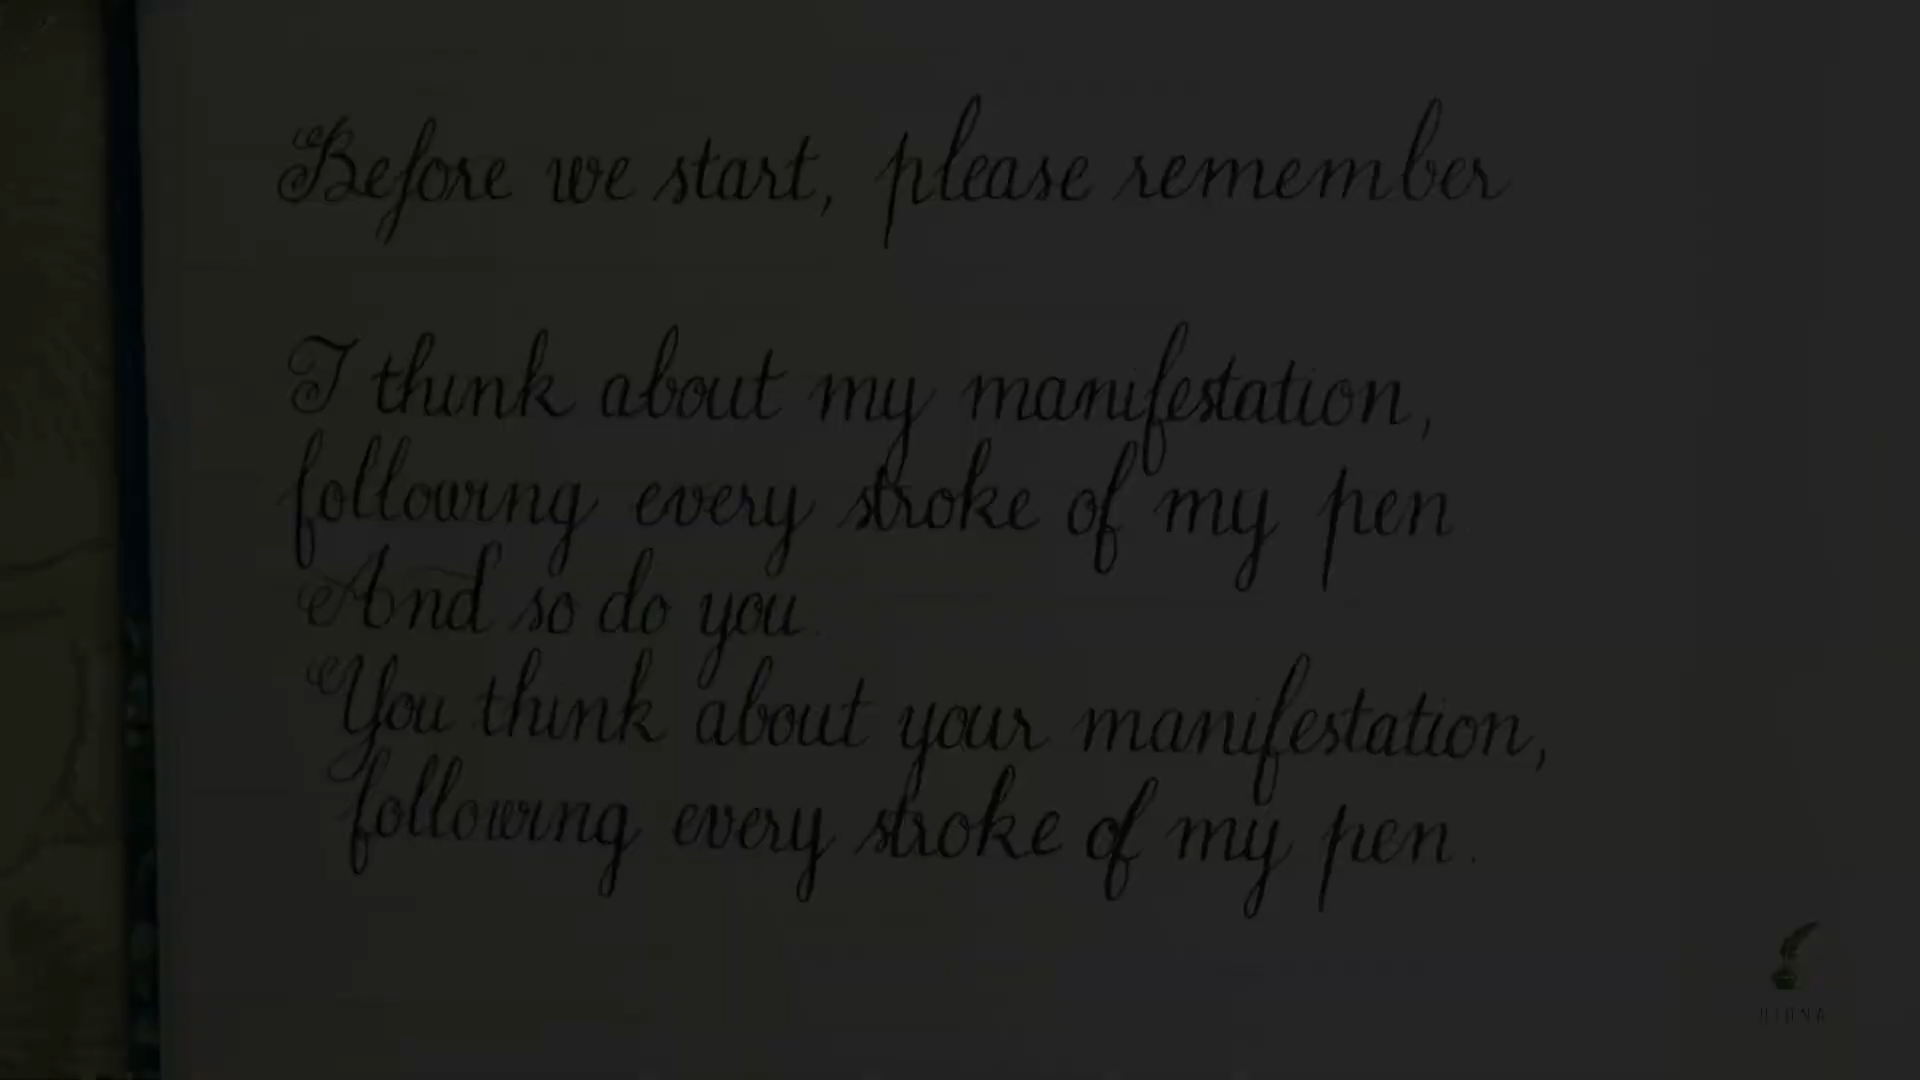 Before we start, please remember
I think about my manifestation,
following every stroke of my pen
And so do you.
You think about your manifestation,
following every stroke of my pen.